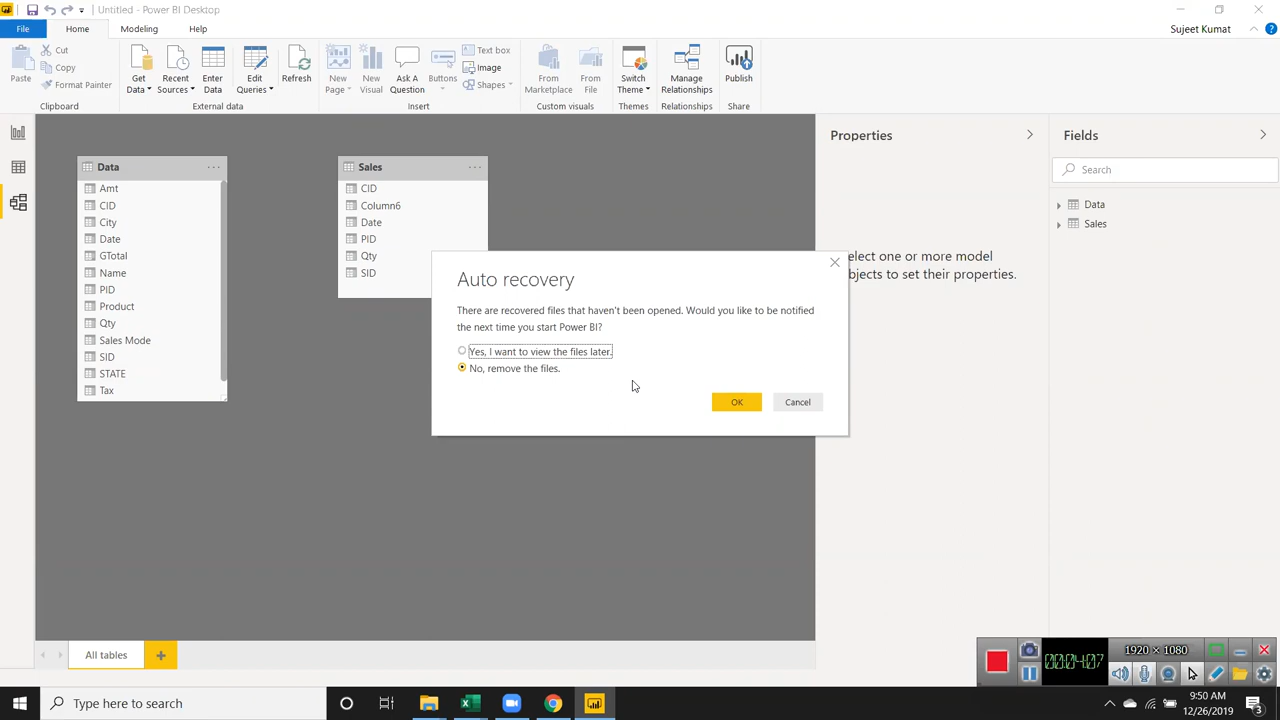 Untitled - Power BI Desktop
File
Home
Modeling
Help
Sujeet Kumat
Paste
Cut
Copy
Format Painter
Clipboard
Get Data
Recent Sources
Enter Data
Edit Queries
Refresh
External data
New Page
New Visual
Ask A Question
Buttons
Text box
Image
Shapes
Insert
From Marketplace
From File
Custom visuals
Switch Theme
Themes
Manage Relationships
Relationships
Publish
Share
Data
Amt
CID
City
Date
GTotal
Name
PID
Product
Qty
Sales Mode
SID
STATE
Tax
Sales
CID
Column6
Date
PID
Qty
SID
Auto recovery
There are recovered files that haven't been opened. Would you like to be notified
the next time you start Power BI?
Yes, I want to view the files later.
No, remove the files.
OK
Cancel
Properties
elect one or more model
bjects to set their properties.
Fields
Search
Data
Sales
All tables
1920 × 1080
00:04:07
Type here to search
9:50 AM
12/26/2019
3